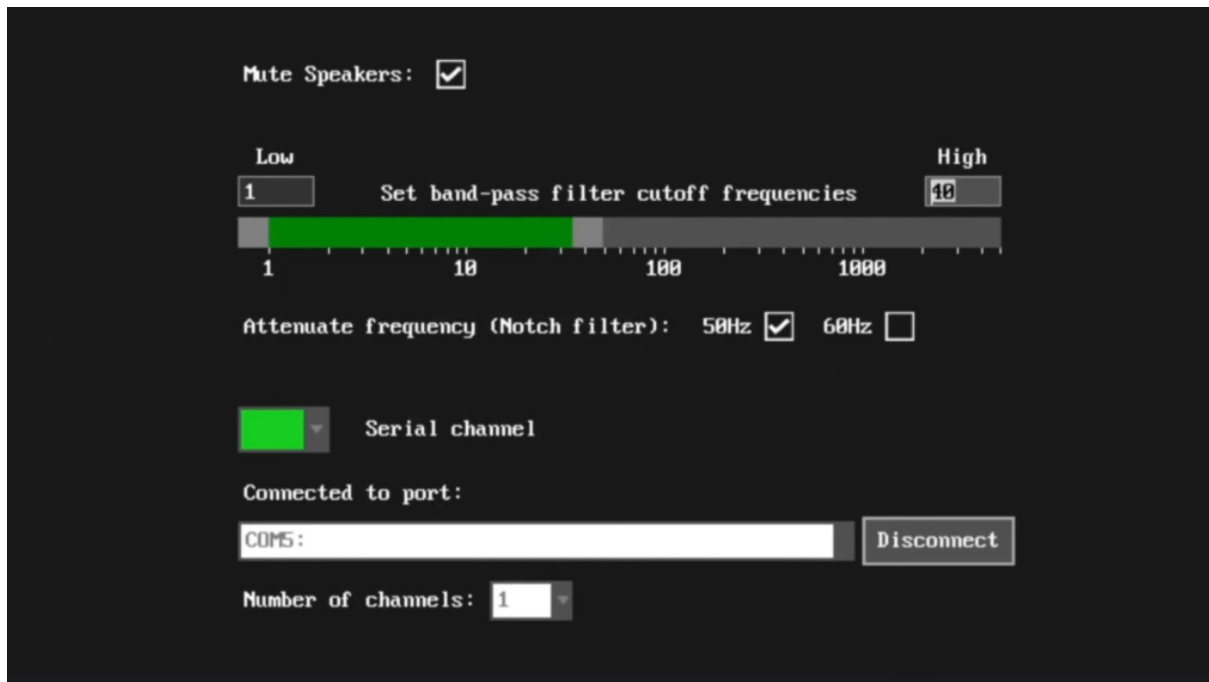 Mute Speakers:
Low High
1 Set band-pass filter cutoff frequencies 40
1 10 100 1000
Attenuate frequency (Notch filter): 50Hz 60Hz
Serial channel
Connected to port:
COM5: Disconnect
Number of channels: 1